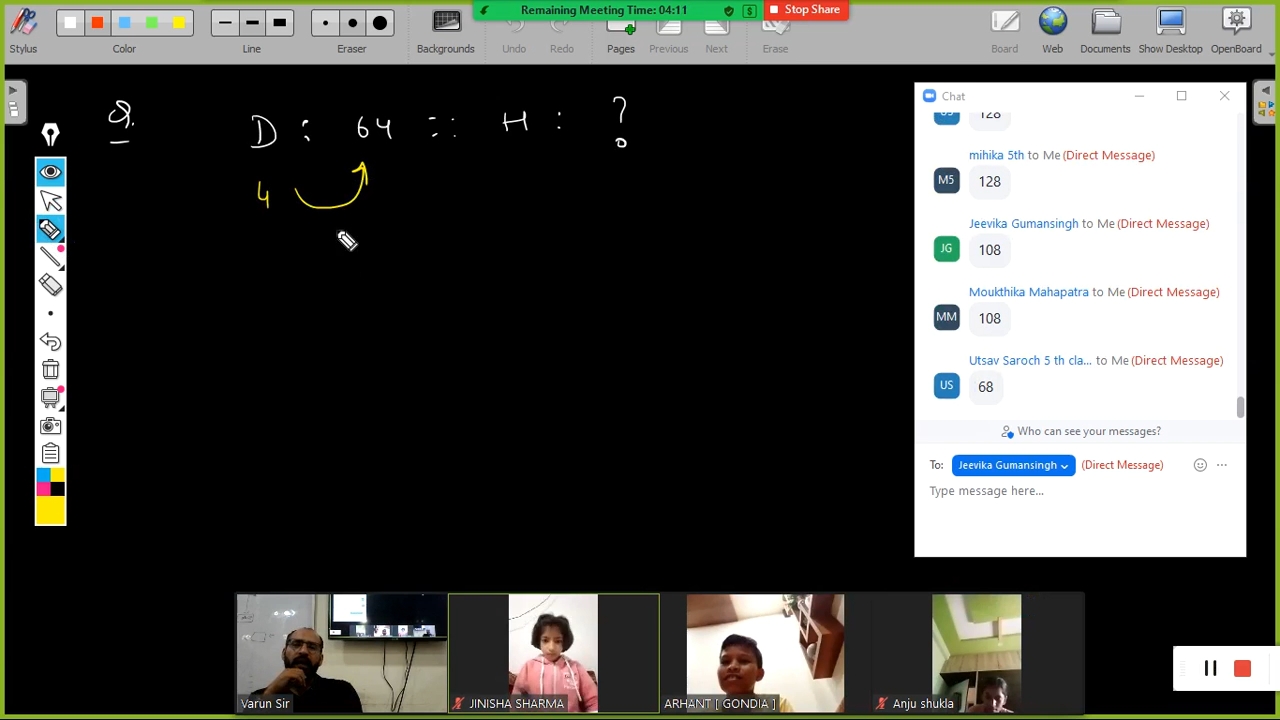 Remaining Meeting Time: 04:11
Stop Share
Stylus
Color
Line
Eraser
Backgrounds
Undo
Redo
Pages
Previous
Next
Erase
Board
Web
Documents
Show Desktop
OpenBoard
Q.
D : 64 :: H : ?
4
Chat
128
mihika 5th to Me (Direct Message)
M5
128
Jeevika Gumansingh to Me (Direct Message)
JG
108
Moukthika Mahapatra to Me (Direct Message)
MM
108
Utsav Saroch 5 th cla... to Me (Direct Message)
US
68
Who can see your messages?
To: Jeevika Gumansingh (Direct Message)
Type message here...
Varun Sir
JINISHA SHARMA
ARHANT [ GONDIA ]
Anju shukla